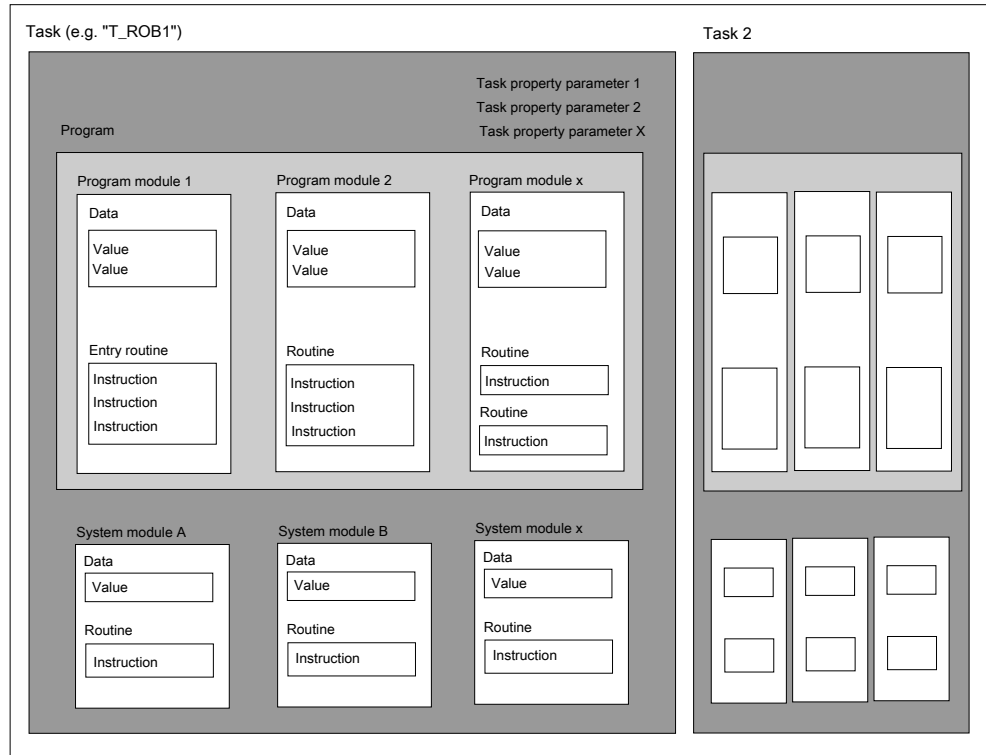 Task (e.g. "T_ROB1")
Task 2
Task property parameter 1
Task property parameter 2
Task property parameter X
Program
Program module 1
Data
Value
Value
Entry routine
Instruction
Instruction
Instruction
Program module 2
Data
Value
Value
Routine
Instruction
Instruction
Instruction
Program module x
Data
Value
Value
Routine
Instruction
Routine
Instruction
System module A
Data
Value
Routine
Instruction
System module B
Data
Value
Routine
Instruction
System module x
Data
Value
Routine
Instruction